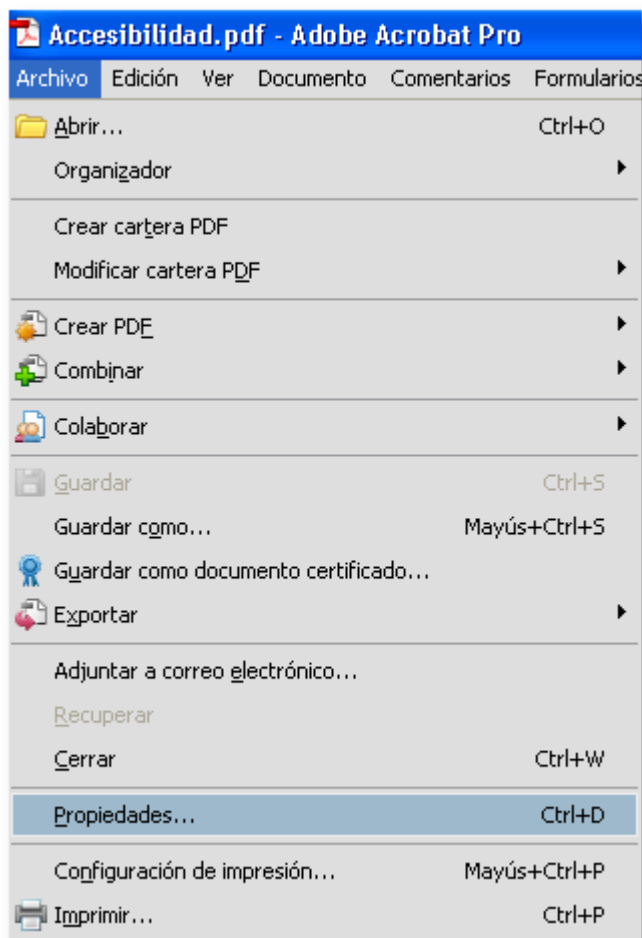 Accesibilidad.pdf - Adobe Acrobat Pro
Archivo Edición Ver Documento Comentarios Formularios
Abrir... Ctrl+O
Organizador
Crear cartera PDF
Modificar cartera PDF
Crear PDF
Combinar
Colaborar
Guardar Ctrl+S
Guardar como... Mayús+Ctrl+S
Guardar como documento certificado...
Exportar
Adjuntar a correo electrónico...
Recuperar
Cerrar Ctrl+W
Propiedades... Ctrl+D
Configuración de impresión... Mayús+Ctrl+P
Imprimir... Ctrl+P